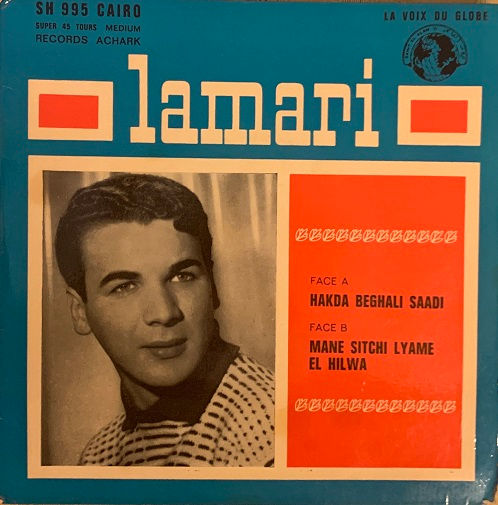 SH 995 CAIRO
SUPER 45 TOURS MEDIUM
RECORDS ACHARK
LA VOIX DU GLOBE
lamari
FACE A
HAKDA BEGHALI SAADI
FACE B
MANE SITCHI LYAME
EL HILWA